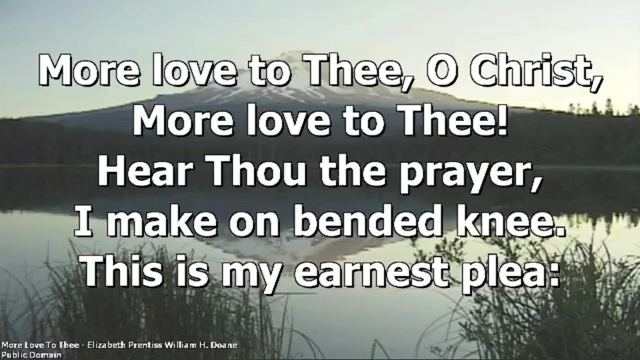 More love to Thee, O Christ,
More love to Thee!
Hear Thou the prayer,
I make on bended knee.
This is my earnest plea:
More Love To Thee - Elizabeth Prentiss William H. Doane
Public Domain